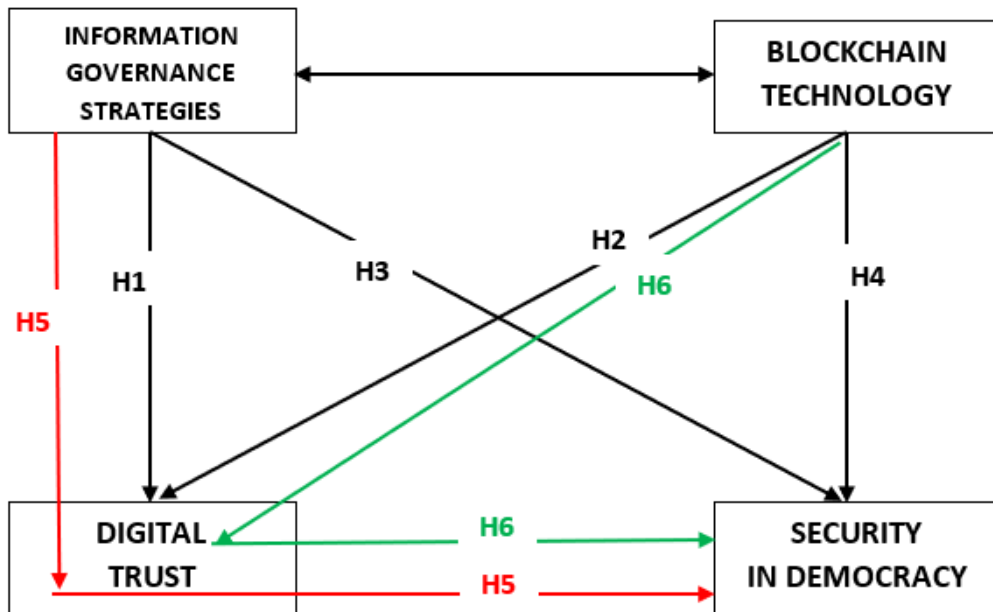 INFORMATION
GOVERNANCE
STRATEGIES
BLOCKCHAIN
TECHNOLOGY
H1
H2
H3
H4
H5
H6
DIGITAL
TRUST
H6
H5
SECURITY
IN DEMOCRACY